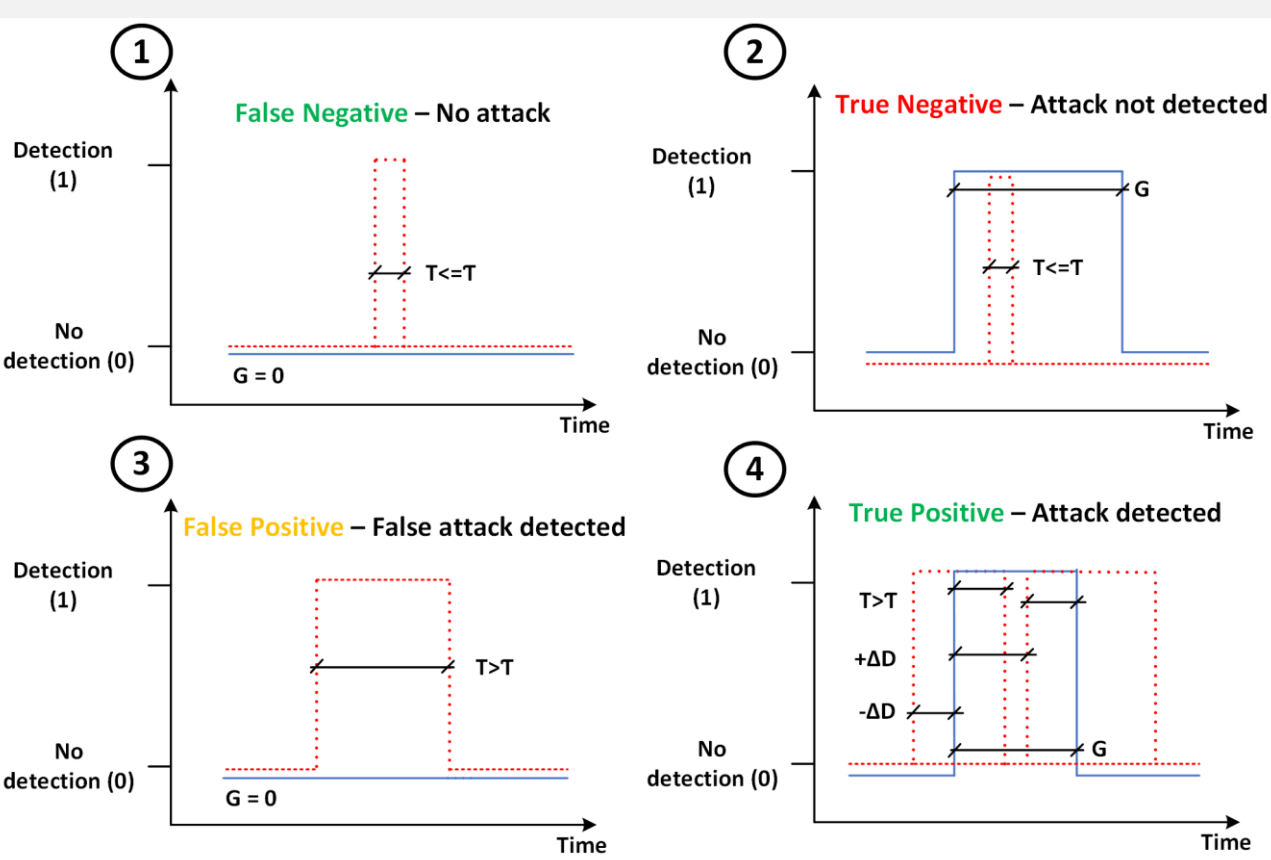 1
False Negative – No attack
Detection
(1)
T<=Ƭ
No
detection (0)
G = 0
Time
2
True Negative – Attack not detected
Detection
(1)
G
T<=Ƭ
No
detection (0)
Time
3
False Positive – False attack detected
Detection
(1)
T>Ƭ
No
detection (0)
G = 0
Time
4
True Positive – Attack detected
Detection
(1)
T>Ƭ
+ΔD
-ΔD
No
detection (0)
G
Time